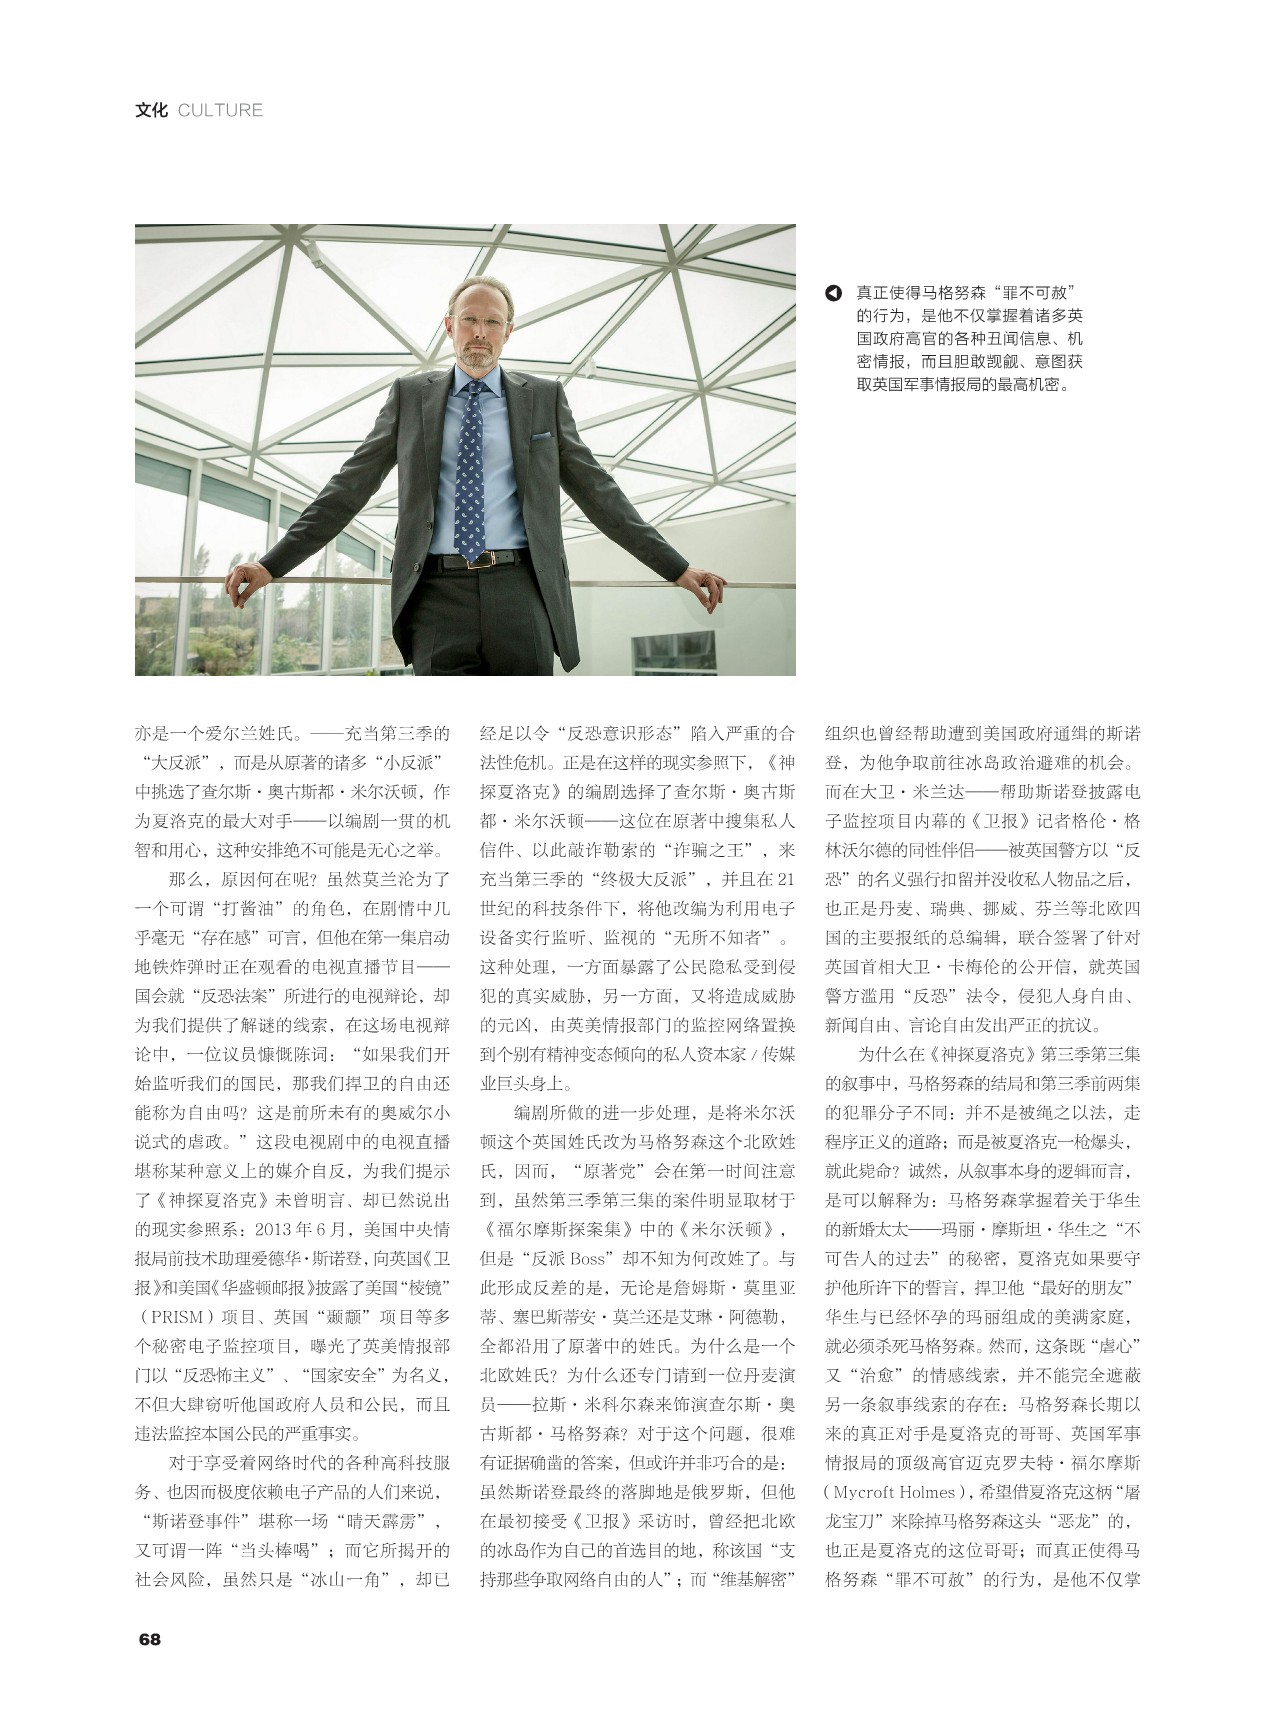 文化 CULTURE
真正使得马格努森“罪不可赦”
的行为，是他不仅掌握着诸多英
国政府高官的各种丑闻信息、机
密情报，而且胆敢觊觎、意图获
取英国军事情报局的最高机密。
亦是一个爱尔兰姓氏。——充当第三季的
“大反派”，而是从原著的诸多“小反派”
中挑选了查尔斯·奥古斯都·米尔沃顿，作
为夏洛克的最大对手——以编剧一贯的机
智和用心，这种安排绝不可能是无心之举。
那么，原因何在呢？虽然莫兰沦为了
一个可谓“打酱油”的角色，在剧情中几
乎毫无“存在感”可言，但他在第一集启动
地铁炸弹时正在观看的电视直播节目——
国会就“反恐法案”所进行的电视辩论，却
为我们提供了解谜的线索，在这场电视辩
论中，一位议员慷慨陈词：“如果我们开
始监听我们的国民，那我们捍卫的自由还
能称为自由吗？这是前所未有的奥威尔小
说式的虐政。”这段电视剧中的电视直播
堪称某种意义上的媒介自反，为我们提示
了《神探夏洛克》未曾明言、却已然说出
的现实参照系：2013 年 6 月，美国中央情
报局前技术助理爱德华·斯诺登，向英国《卫
报》和美国《华盛顿邮报》披露了美国“棱镜”
（PRISM）项目、英国“颞颥”项目等多
个秘密电子监控项目，曝光了英美情报部
门以“反恐怖主义”、“国家安全”为名义，
不但大肆窃听他国政府人员和公民，而且
违法监控本国公民的严重事实。
对于享受着网络时代的各种高科技服
务、也因而极度依赖电子产品的人们来说，
“斯诺登事件”堪称一场“晴天霹雳”，
又可谓一阵“当头棒喝”；而它所揭开的
社会风险，虽然只是“冰山一角”，却已
经足以令“反恐意识形态”陷入严重的合
法性危机。正是在这样的现实参照下，《神
探夏洛克》的编剧选择了查尔斯·奥古斯
都·米尔沃顿——这位在原著中搜集私人
信件、以此敲诈勒索的“诈骗之王”，来
充当第三季的“终极大反派”，并且在 21
世纪的科技条件下，将他改编为利用电子
设备实行监听、监视的“无所不知者”。
这种处理，一方面暴露了公民隐私受到侵
犯的真实威胁，另一方面，又将造成威胁
的元凶，由英美情报部门的监控网络置换
到个别有精神变态倾向的私人资本家 / 传媒
业巨头身上。
编剧所做的进一步处理，是将米尔沃
顿这个英国姓氏改为马格努森这个北欧姓
氏，因而，“原著党”会在第一时间注意
到，虽然第三季第三集的案件明显取材于
《福尔摩斯探案集》中的《米尔沃顿》，
但是“反派 Boss”却不知为何改姓了。与
此形成反差的是，无论是詹姆斯·莫里亚
蒂、塞巴斯蒂安·莫兰还是艾琳·阿德勒，
全都沿用了原著中的姓氏。为什么是一个
北欧姓氏？为什么还专门请到一位丹麦演
员——拉斯·米科尔森来饰演查尔斯·奥
古斯都·马格努森？对于这个问题，很难
有证据确凿的答案，但或许并非巧合的是：
虽然斯诺登最终的落脚地是俄罗斯，但他
在最初接受《卫报》采访时，曾经把北欧
的冰岛作为自己的首选目的地，称该国“支
持那些争取网络自由的人”；而“维基解密”
组织也曾经帮助遭到美国政府通缉的斯诺
登，为他争取前往冰岛政治避难的机会。
而在大卫·米兰达——帮助斯诺登披露电
子监控项目内幕的《卫报》记者格伦·格
林沃尔德的同性伴侣——被英国警方以“反
恐”的名义强行扣留并没收私人物品之后，
也正是丹麦、瑞典、挪威、芬兰等北欧四
国的主要报纸的总编辑，联合签署了针对
英国首相大卫·卡梅伦的公开信，就英国
警方滥用“反恐”法令，侵犯人身自由、
新闻自由、言论自由发出严正的抗议。
为什么在《神探夏洛克》第三季第三集
的叙事中，马格努森的结局和第三季前两集
的犯罪分子不同；并不是被绳之以法，走
程序正义的道路；而是被夏洛克一枪爆头，
就此毙命？诚然，从叙事本身的逻辑而言，
是可以解释为：马格努森掌握着关于华生
的新婚太太——玛丽·摩斯坦·华生之“不
可告人的过去”的秘密，夏洛克如果要守
护他所许下的誓言，捍卫他“最好的朋友”
华生与已经怀孕的玛丽组成的美满家庭，
就必须杀死马格努森。然而，这条既“虐心”
又“治愈”的情感线索，并不能完全遮蔽
另一条叙事线索的存在：马格努森长期以
来的真正对手是夏洛克的哥哥、英国军事
情报局的顶级高官迈克罗夫特·福尔摩斯
（Mycroft Holmes），希望借夏洛克这柄“屠
龙宝刀”来除掉马格努森这头“恶龙”的，
也正是夏洛克的这位哥哥；而真正使得马
格努森“罪不可赦”的行为，是他不仅掌
68